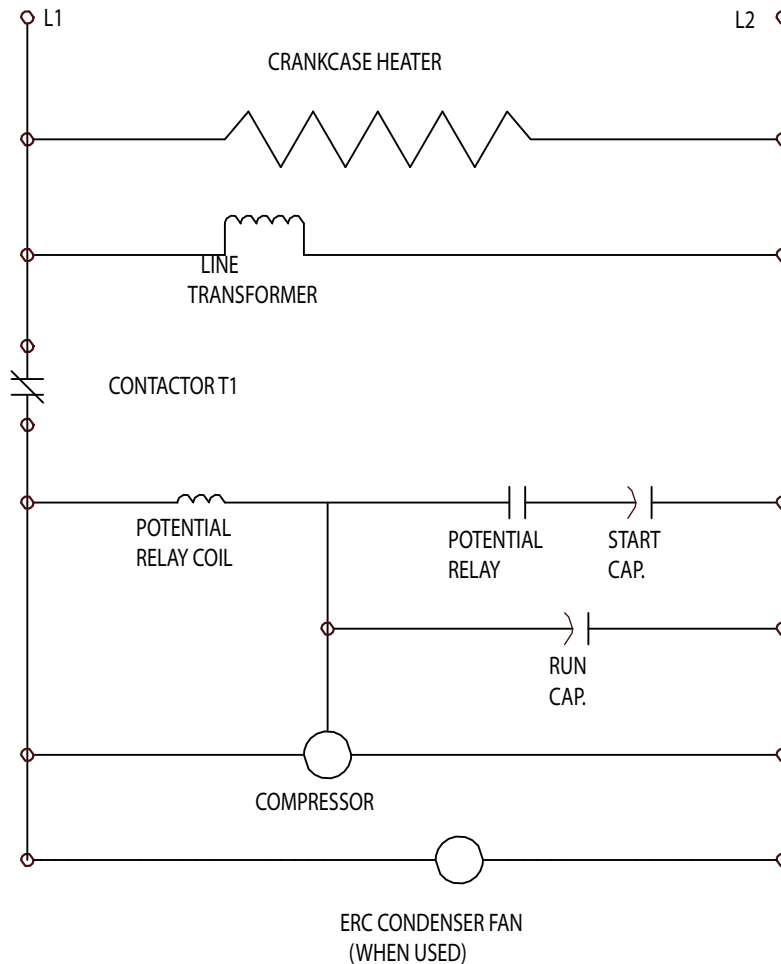 L1
L2
CRANKCASE HEATER
LINE
TRANSFORMER
CONTACTOR T1
POTENTIAL
RELAY COIL
POTENTIAL
RELAY
START
CAP.
RUN
CAP.
COMPRESSOR
ERC CONDENSER FAN
(WHEN USED)